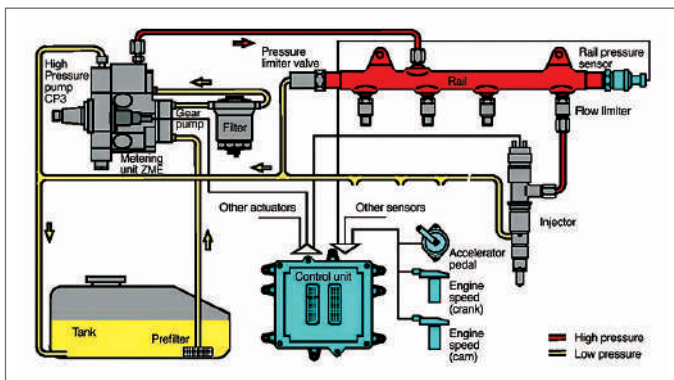 High
Pressure
pump
CP3
Pressure
limiter valve
Rail pressure
sensor
Rail
Gear
pump
Filter
Flow limiter
Metering
unit ZME
Other actuators
Other sensors
Injector
Accelerator
pedal
Control unit
Engine
speed
(crank)
Tank
Prefilter
Engine
speed
(cam)
High pressure
Low pressure